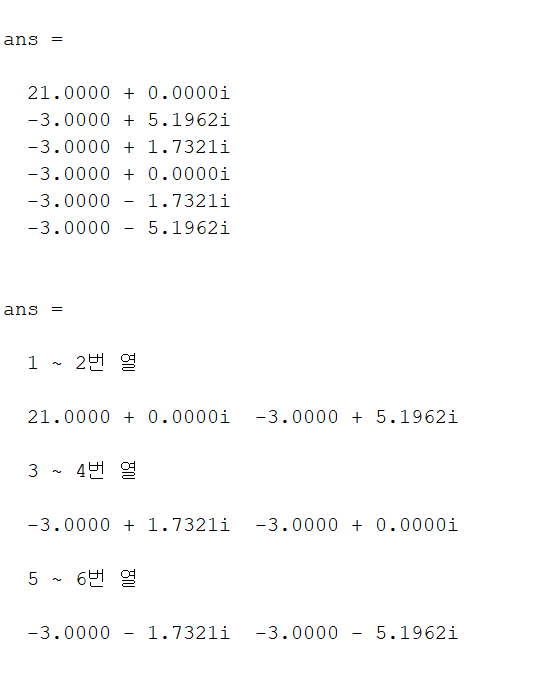 ans =
21.0000 + 0.0000i
-3.0000 + 5.1962i
-3.0000 + 1.7321i
-3.0000 + 0.0000i
-3.0000 - 1.7321i
-3.0000 - 5.1962i
ans =
1 ~ 2번 열
21.0000 + 0.0000i  -3.0000 + 5.1962i
3 ~ 4번 열
-3.0000 + 1.7321i  -3.0000 + 0.0000i
5 ~ 6번 열
-3.0000 - 1.7321i  -3.0000 - 5.1962i